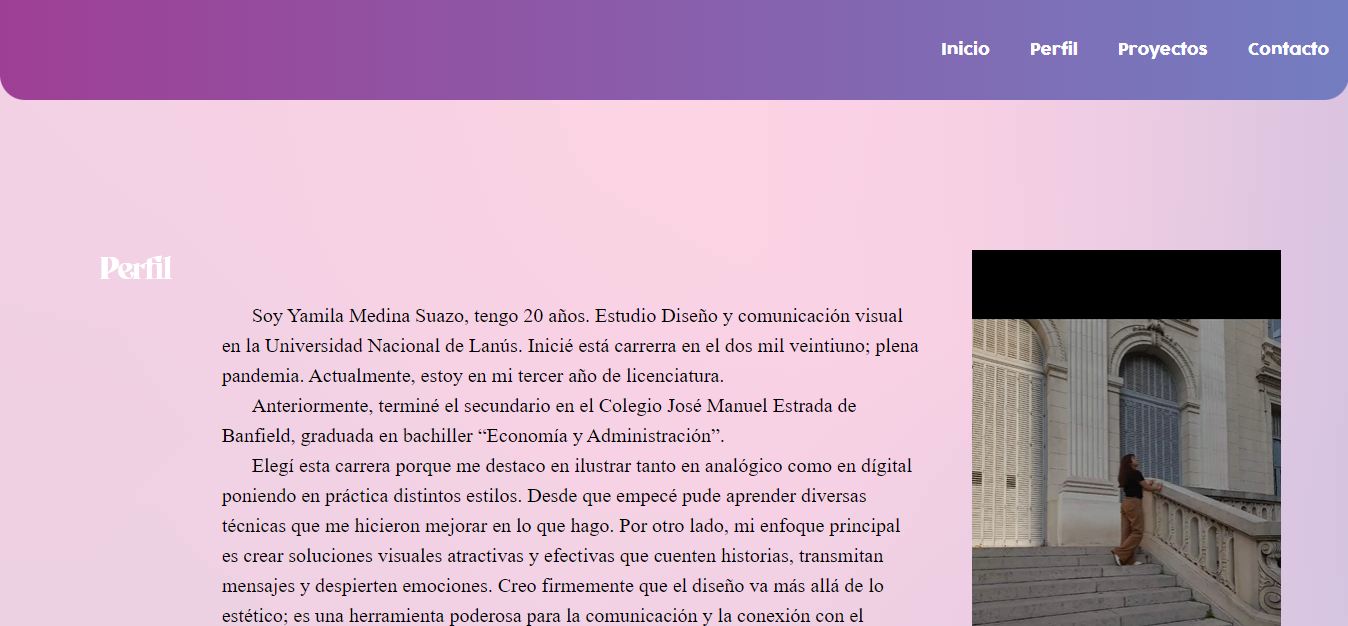 Inicio Perfil Proyectos Contacto
Perfil
Soy Yamila Medina Suazo, tengo 20 años. Estudio Diseño y comunicación visual
en la Universidad Nacional de Lanús. Inicié está carrerra en el dos mil veintiuno; plena
pandemia. Actualmente, estoy en mi tercer año de licenciatura.
Anteriormente, terminé el secundario en el Colegio José Manuel Estrada de
Banfield, graduada en bachiller “Economía y Administración”.
Elegí esta carrera porque me destaco en ilustrar tanto en analógico como en dígital
poniendo en práctica distintos estilos. Desde que empecé pude aprender diversas
técnicas que me hicieron mejorar en lo que hago. Por otro lado, mi enfoque principal
es crear soluciones visuales atractivas y efectivas que cuenten historias, transmitan
mensajes y despierten emociones. Creo firmemente que el diseño va más allá de lo
estético; es una herramienta poderosa para la comunicación y la conexión con el